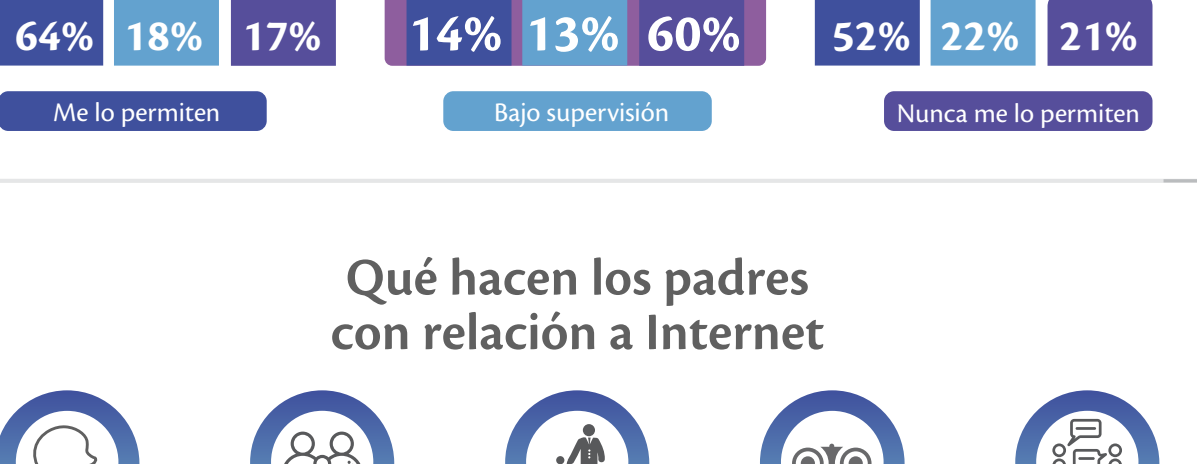 64% 18% 17% 14% 13% 60% 52% 22% 21%
Me lo permiten Bajo supervisión Nunca me lo permiten
Qué hacen los padres
con relación a Internet